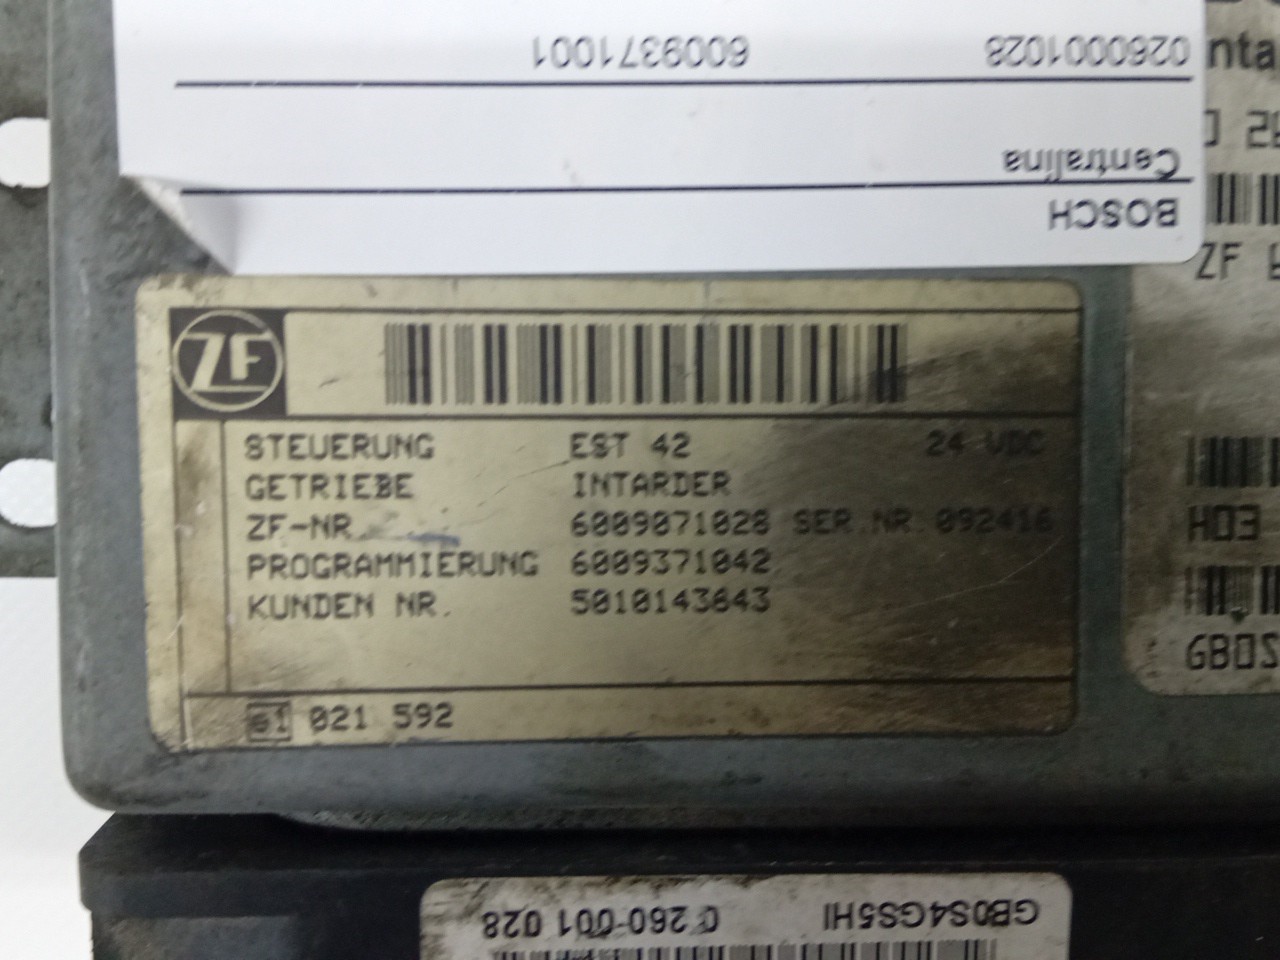 0260001028 6009371001
Centralina
BOSCH
ZF
STEUERUNG EST 42 24 VDC
GETRIEBE INTARDER
ZF-NR. 6009071028 SER.NR.092416
PROGRAMMIERUNG 6009371042
KUNDEN NR. 5010143643
e1 021 592
ZF
GB0S4GS5HI 0 260 001 028